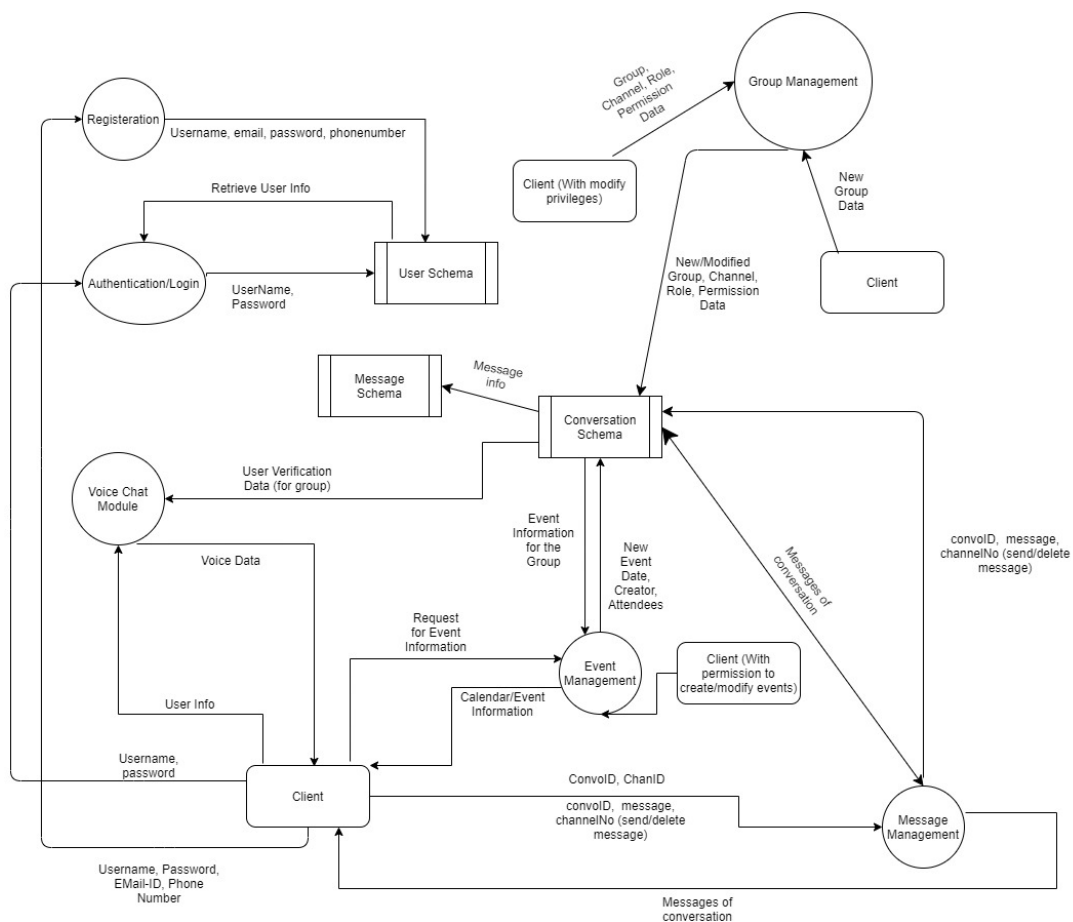 Group,
Channel, Role,
Permission
Data
Group Management
Registeration
Username, email, password, phonenumber
Client (With modify
privileges)
New
Group
Data
Retrieve User Info
User Schema
Authentication/Login
UserName,
Password
New/Modified
Group, Channel,
Role, Permission
Data
Client
Message
Schema
Message
info
Conversation
Schema
User Verification
Data (for group)
Voice Chat
Module
Voice Data
Event
Information
for the
Group
New
Event
Date,
Creator,
Attendees
Messages of
conversation
convoID, message,
channelNo (send/delete
message)
Request
for Event
Information
Event
Management
Client (With
permission to
create/modify events)
Calendar/Event
Information
User Info
Username,
password
Client
ConvoID, ChanID
convoID, message,
channelNo (send/delete
message)
Message
Management
Username, Password,
EMail-ID, Phone
Number
Messages of
conversation